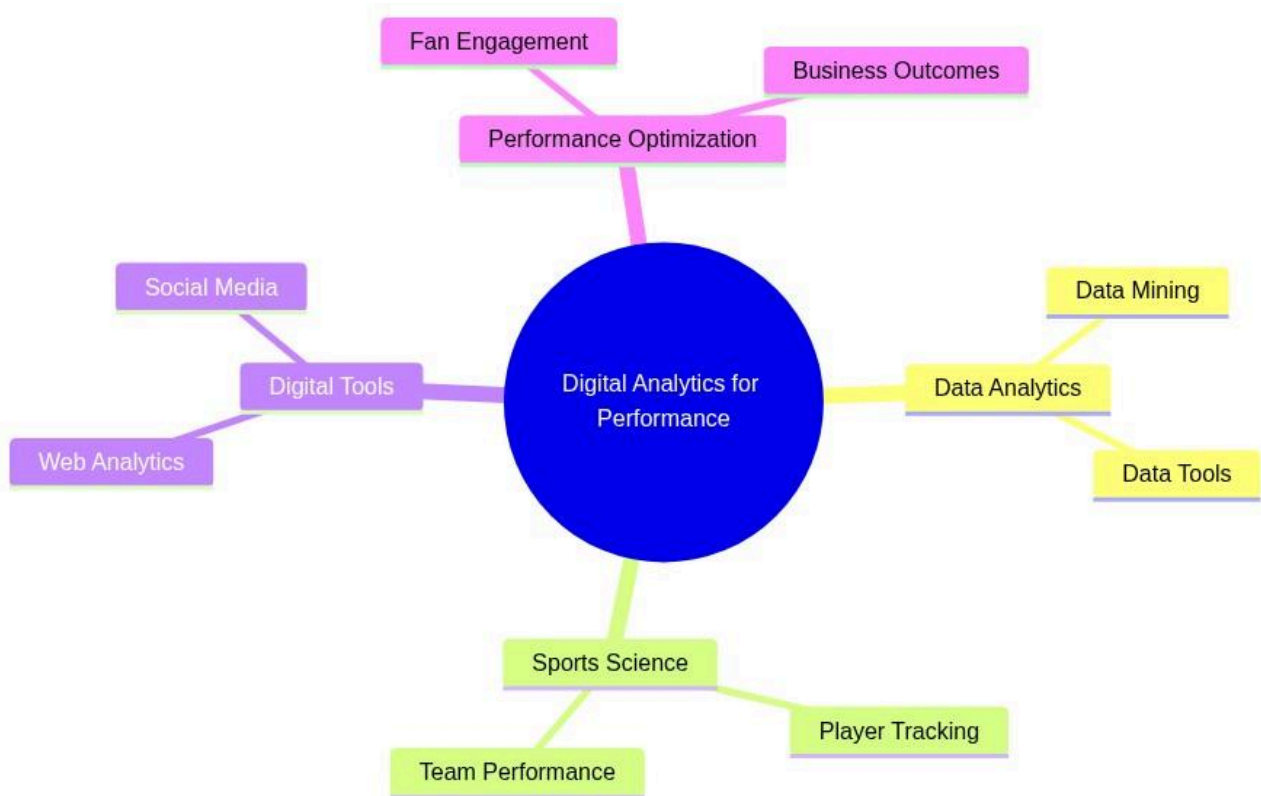 Fan Engagement
Business Outcomes
Performance Optimization
Social Media
Data Mining
Digital Tools
Digital Analytics for
Performance
Data Analytics
Web Analytics
Data Tools
Sports Science
Player Tracking
Team Performance